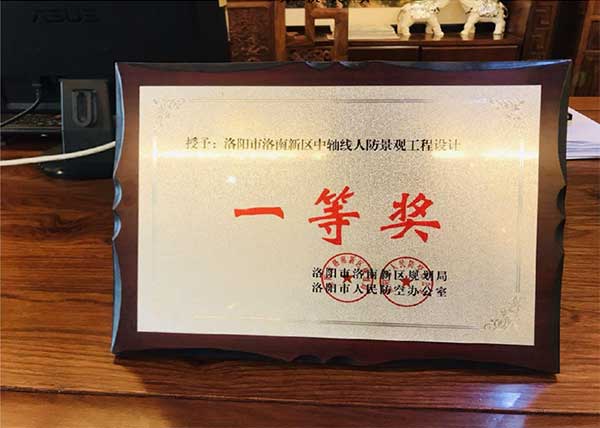 ASUS
授予：洛阳市洛南新区中轴线人防景观工程设计
一等奖
洛阳市洛南新区规划局
洛阳市人民防空办公室